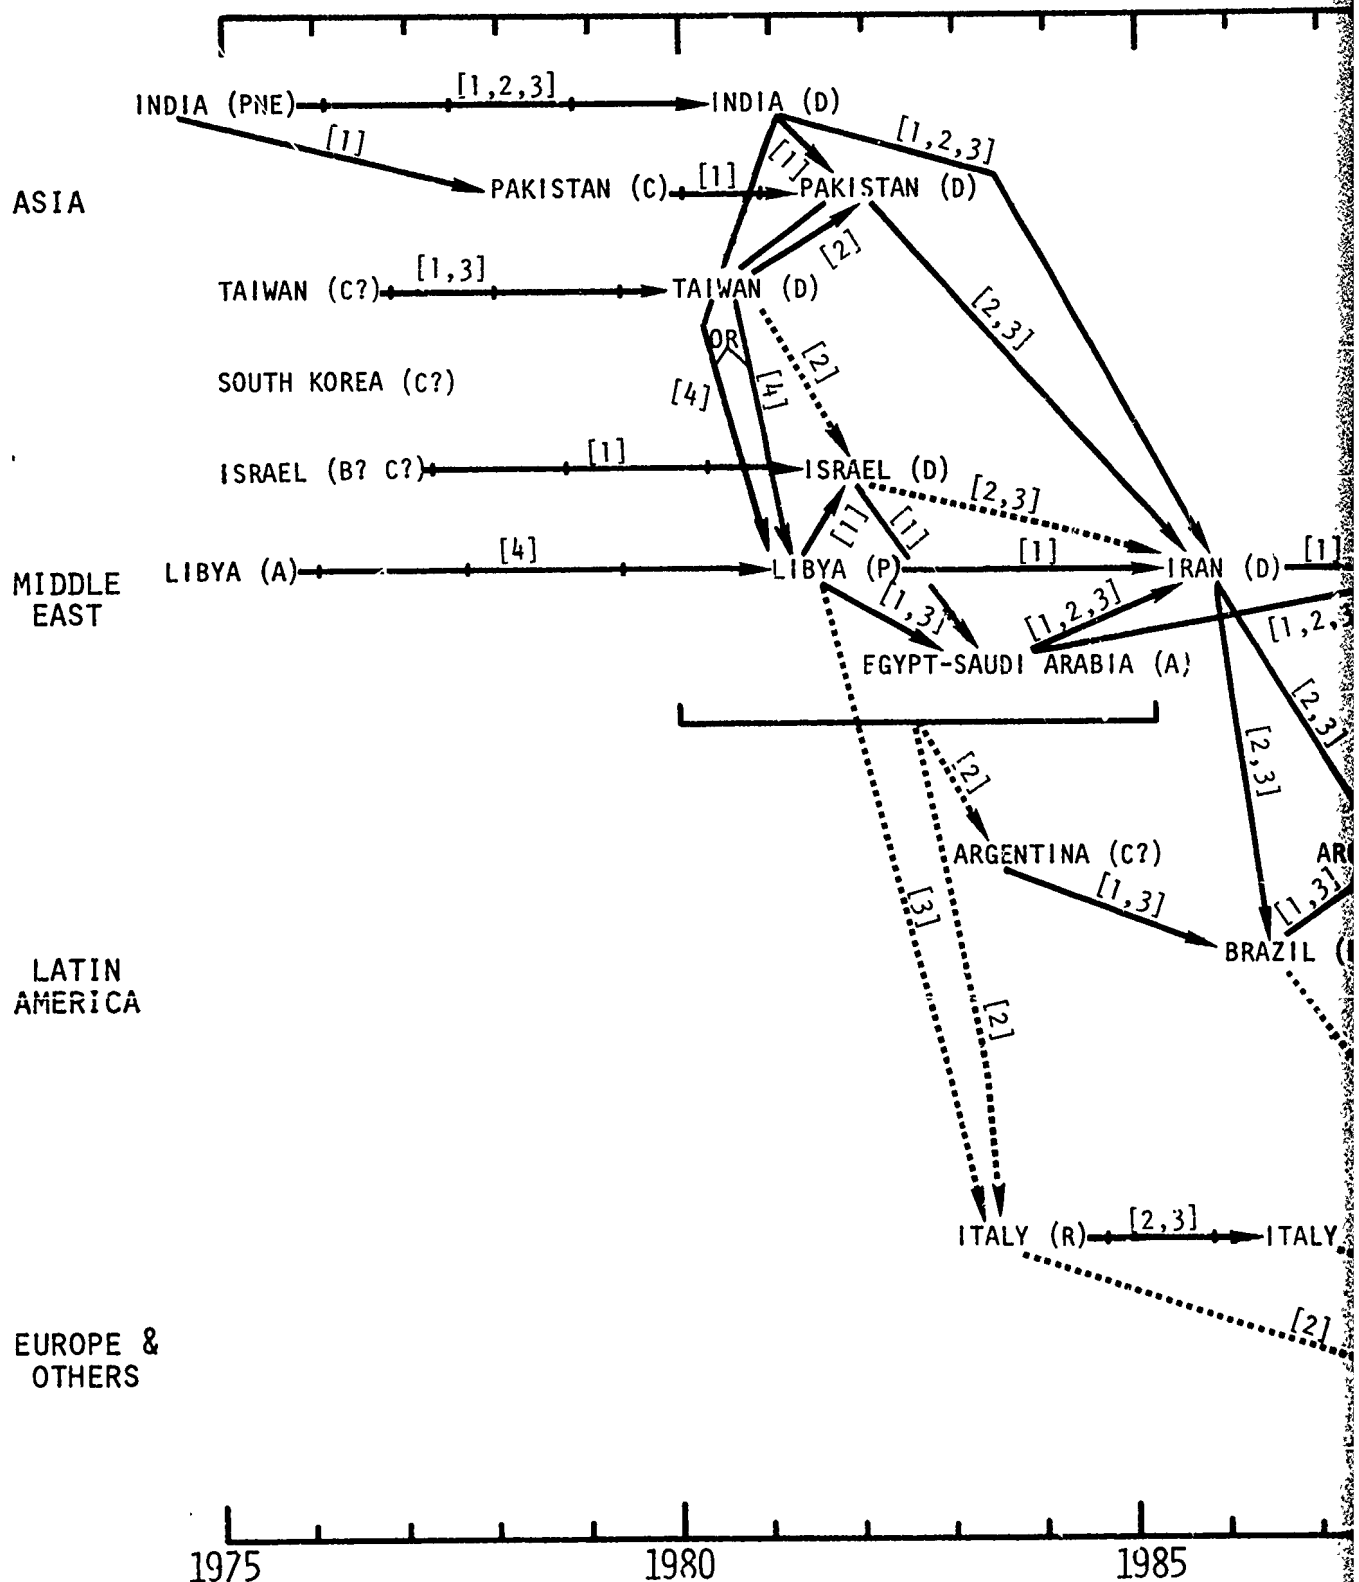 [1,2,3]
INDIA (PNE)
INDIA (D)
[1]
[1,2,3]
[1]
ASIA
PAKISTAN (C)
[1]
PAKISTAN (D)
[2]
TAIWAN (C?)
[1,3]
TAIWAN (D)
[2,3]
OR
[2]
SOUTH KOREA (C?)
[4]
[4]
ISRAEL (B? C?)
[1]
ISRAEL (D)
[2,3]
[1]
[1]
MIDDLE
EAST
LIBYA (A)
[4]
LIBYA (P)
[1]
IRAN (D)
[1]
[1,3]
[1,2,3]
[1,2,3
EGYPT-SAUDI ARABIA (A)
[2,3]
[2,3]
[2]
ARGENTINA (C?)
[1,3]
[1,3]
[3]
BRAZIL
LATIN
AMERICA
[2]
ITALY (R)
[2,3]
ITALY
[2]
EUROPE &
OTHERS
1975
1980
1985